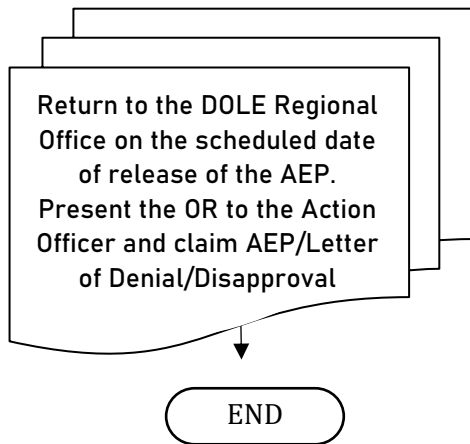 Return to the DOLE Regional
Office on the scheduled date
of release of the AEP.
Present the OR to the Action
Officer and claim AEP/Letter
of Denial/Disapproval
END